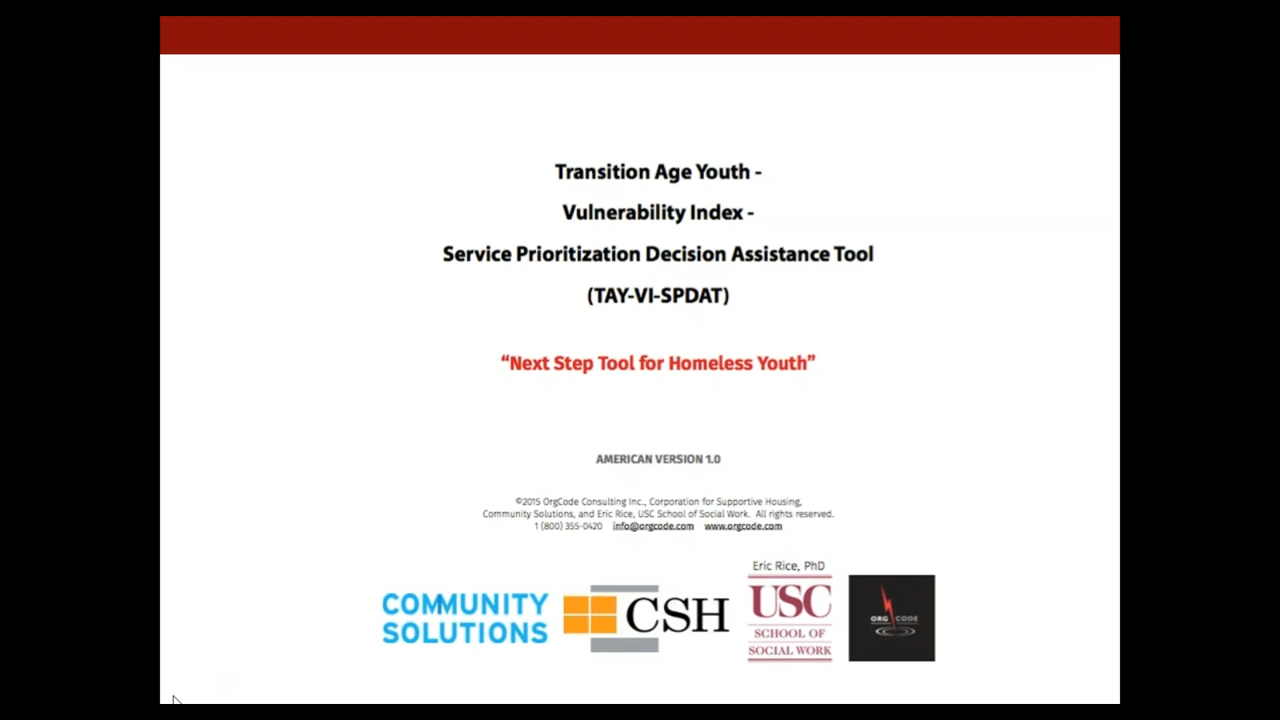 Transition Age Youth -
Vulnerability Index -
Service Prioritization Decision Assistance Tool
(TAY-VI-SPDAT)
“Next Step Tool for Homeless Youth”
AMERICAN VERSION 1.0
©2015 OrgCode Consulting Inc., Corporation for Supportive Housing,
Community Solutions, and Eric Rice, USC School of Social Work. All rights reserved.
1 (800) 355-0420 info@orgcode.com www.orgcode.com
Eric Rice, PhD
COMMUNITY
SOLUTIONS
CSH
USC
SCHOOL OF
SOCIAL WORK
ORG CODE